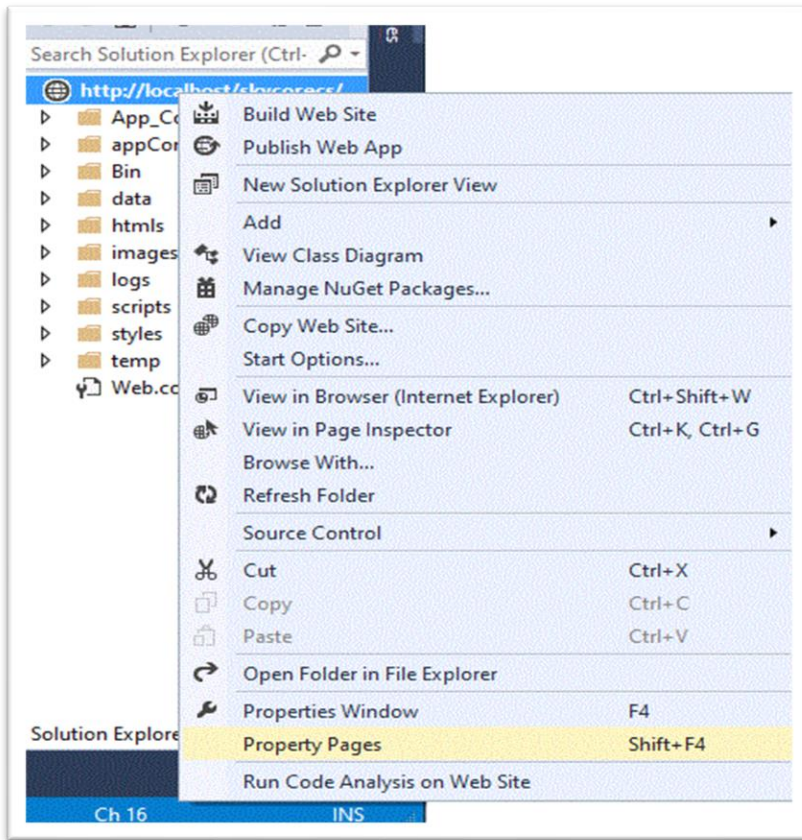 Search Solution Explorer (Ctrl-
http://localhost/skycorecs/
App_Co
appCor
Bin
data
htmls
images
logs
scripts
styles
temp
Web.cc
Build Web Site
Publish Web App
New Solution Explorer View
Add
View Class Diagram
Manage NuGet Packages...
Copy Web Site...
Start Options...
View in Browser (Internet Explorer) Ctrl+Shift+W
View in Page Inspector Ctrl+K, Ctrl+G
Browse With...
Refresh Folder
Source Control
Cut Ctrl+X
Copy Ctrl+C
Paste Ctrl+V
Open Folder in File Explorer
Properties Window F4
Property Pages Shift+F4
Run Code Analysis on Web Site
Solution Explore
Ch 16 INS